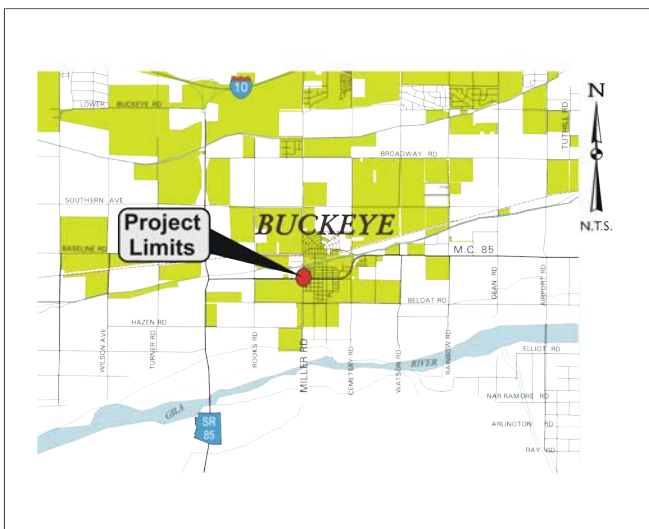 10
LOWER BUCKEYE RD
TUTHILL RD
N
BROADWAY RD
SOUTHERN AVE
N.T.S.
Project
Limits
BUCKEYE
BASELINE RD
M.C. 85
DEAN RD
AIRPORT RD
BELOAT RD
HAZEN RD
WILSON AVE
TURNER RD
ROOKS RD
MILLER RD
CEMETERY RD
WATSON RD
RAINBOW RD
ELLIOT RD
GILA RIVER
NARRAMORE RD
SR
85
ARLINGTON RD
RAY RD